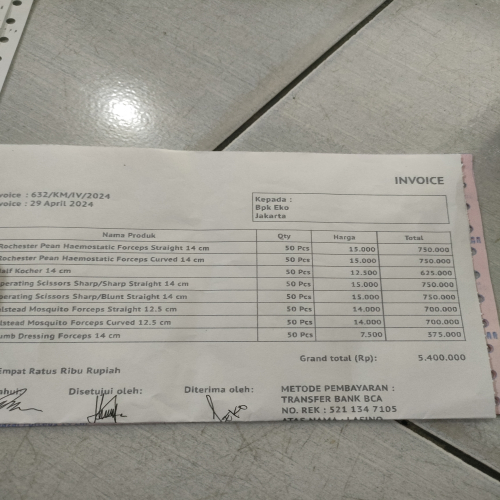 INVOICE
voice : 632/KM/IV/2024
voice : 29 April 2024
Kepada :
Bpk Eko
Jakarta
Nama Produk Qty Harga Total
Rochester Pean Haemostatic Forceps Straight 14 cm 50 Pcs 15.000 750.000
Rochester Pean Haemostatic Forceps Curved 14 cm 50 Pcs 15.000 750.000
Kocher 14 cm 50 Pcs 12.500 625.000
perating Scissors Sharp/Sharp Straight 14 cm 50 Pcs 15.000 750.000
perating Scissors Sharp/Blunt Straight 14 cm 50 Pcs 15.000 750.000
alstead Mosquito Forceps Straight 12.5 cm 50 Pcs 14.000 700.000
alstead Mosquito Forceps Curved 12.5 cm 50 Pcs 14.000 700.000
umb Dressing Forceps 14 cm 50 Pcs 7.500 575.000
Grand total (Rp): 5.400.000
Empat Ratus Ribu Rupiah
Disetujui oleh: Diterima oleh:
METODE PEMBAYARAN :
TRANSFER BANK BCA
NO. REK : 521 134 7105